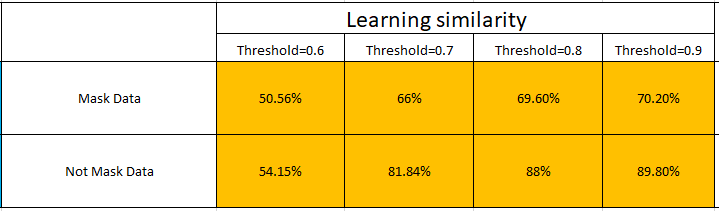 Learning similarity
Threshold=0.6 Threshold=0.7 Threshold=0.8 Threshold=0.9
Mask Data 50.56% 66% 69.60% 70.20%
Not Mask Data 54.15% 81.84% 88% 89.80%